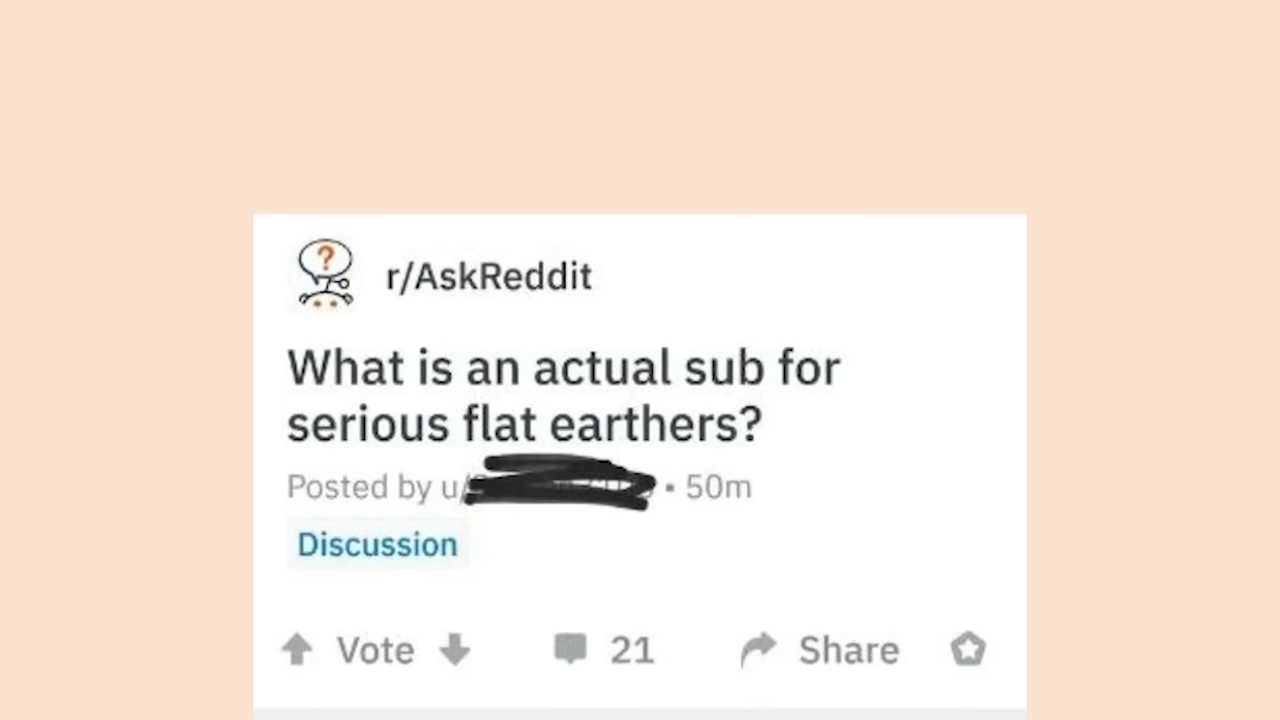 ?
r/AskReddit
What is an actual sub for
serious flat earthers?
Posted by u/ • 50m
Discussion
Vote 21 Share